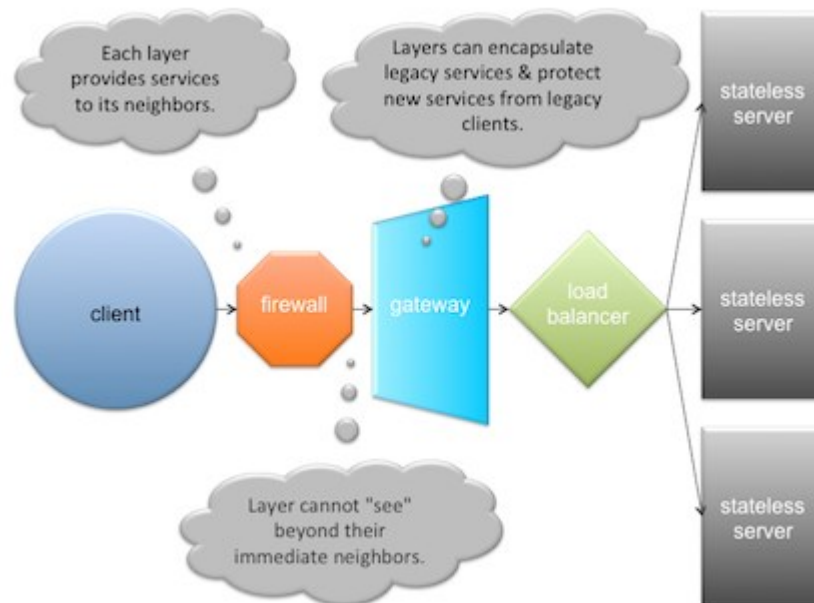 Each layer
provides services
to its neighbors.
Layers can encapsulate
legacy services & protect
new services from legacy
clients.
stateless
server
client
firewall
gateway
load
balancer
stateless
server
stateless
server
Layer cannot "see"
beyond their
immediate neighbors.